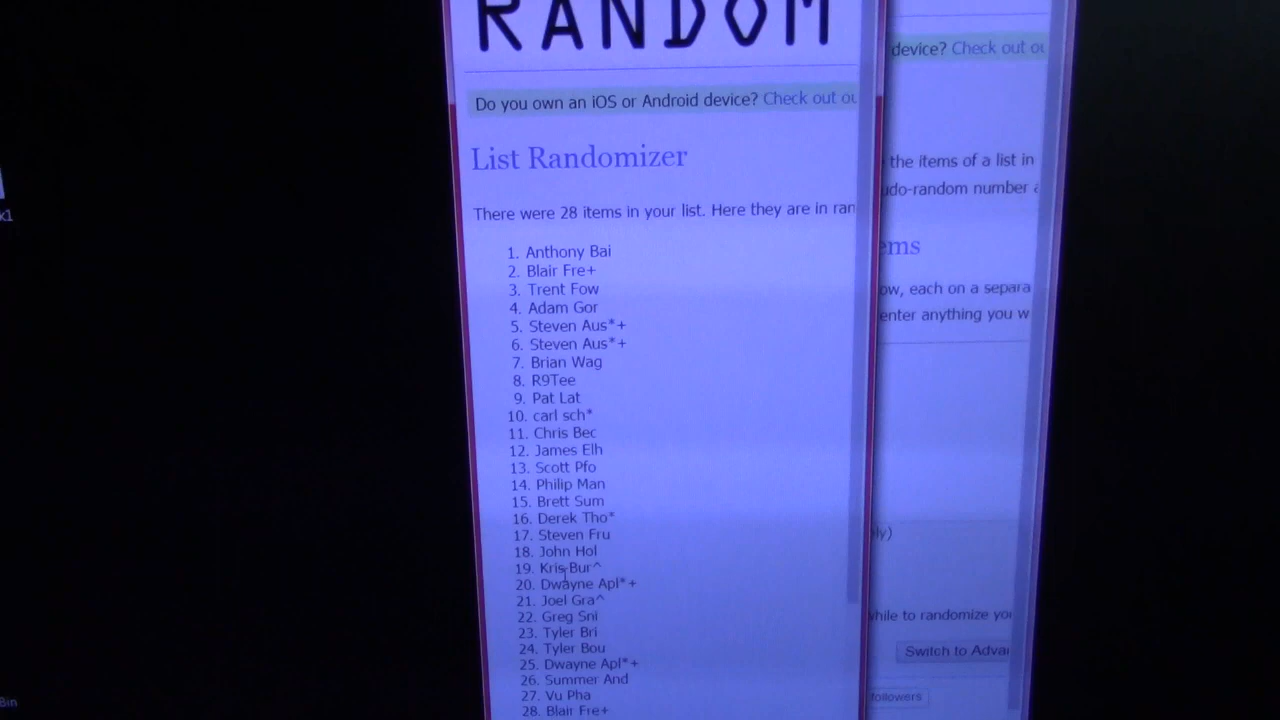 RANDOM
Do you own an iOS or Android device? Check out ou
List Randomizer
There were 28 items in your list. Here they are in ran
1. Anthony Bai
2. Blair Fre+
3. Trent Fow
4. Adam Gor
5. Steven Aus*+
6. Steven Aus*+
7. Brian Wag
8. R9Tee
9. Pat Lat
10. carl sch*
11. Chris Bec
12. James Elh
13. Scott Pfo
14. Philip Man
15. Brett Sum
16. Derek Tho*
17. Steven Fru
18. John Hol
19. Kris Bur^
20. Dwayne Apl*+
21. Joel Gra^
22. Greg Sni
23. Tyler Bri
24. Tyler Bou
25. Dwayne Apl*+
26. Summer And
27. Vu Pha
28. Blair Fre+
device? Check out ou
the items of a list in
udo-random number
ems
ow, each on a separa
enter anything you w
ly)
while to randomize you
Switch to Advan
followers
x1
Bin